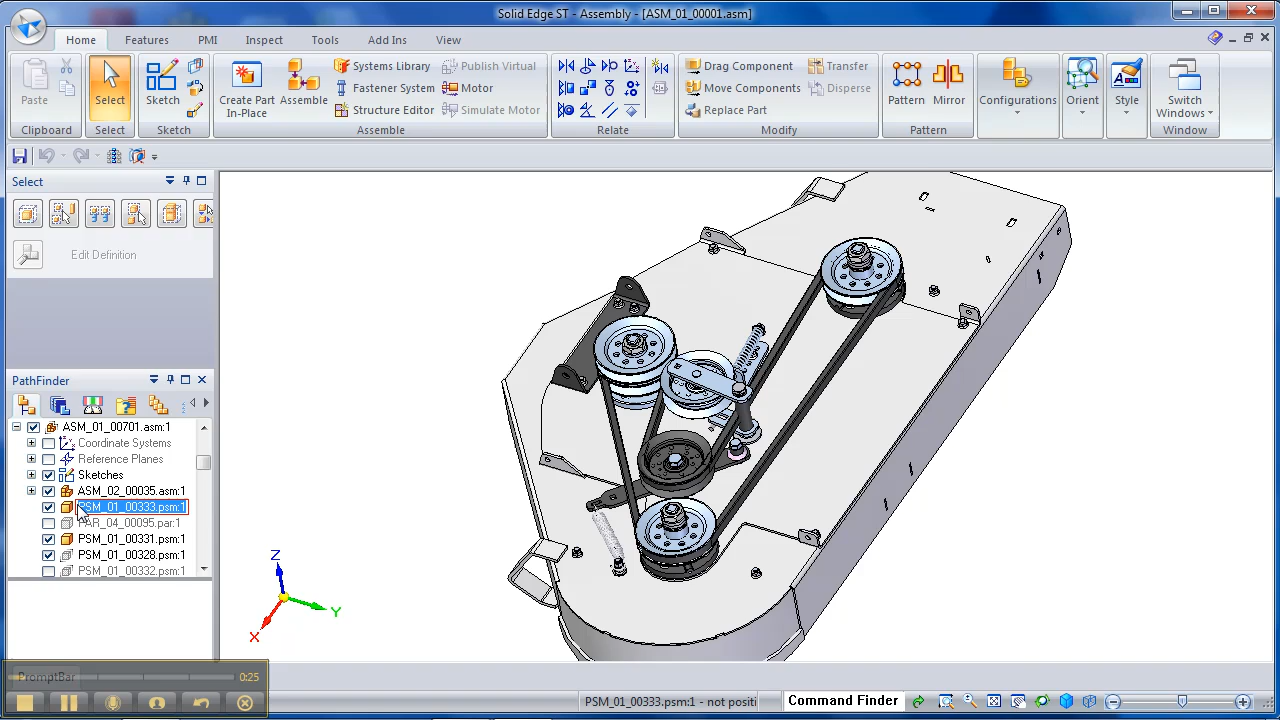 Solid Edge ST - Assembly - [ASM_01_00001.asm]
Home Features PMI Inspect Tools Add Ins View
Paste
Clipboard
Select
Select
Sketch
Sketch
Create Part In-Place
Assemble
Systems Library
Fastener System
Structure Editor
Publish Virtual
Motor
Simulate Motor
Assemble
Relate
Drag Component
Move Components
Replace Part
Transfer
Disperse
Modify
Pattern
Mirror
Pattern
Configurations
Orient
Style
Switch Windows
Window
Select
Edit Definition
PathFinder
ASM_01_00701.asm:1
Coordinate Systems
Reference Planes
Sketches
ASM_02_00035.asm:1
PSM_01_00333.psm:1
PAR_04_00095.par:1
PSM_01_00331.psm:1
PSM_01_00328.psm:1
PSM_01_00332.psm:1
Z
Y
X
PromptBar
0:25
PSM_01_00333.psm:1 - not positi
Command Finder